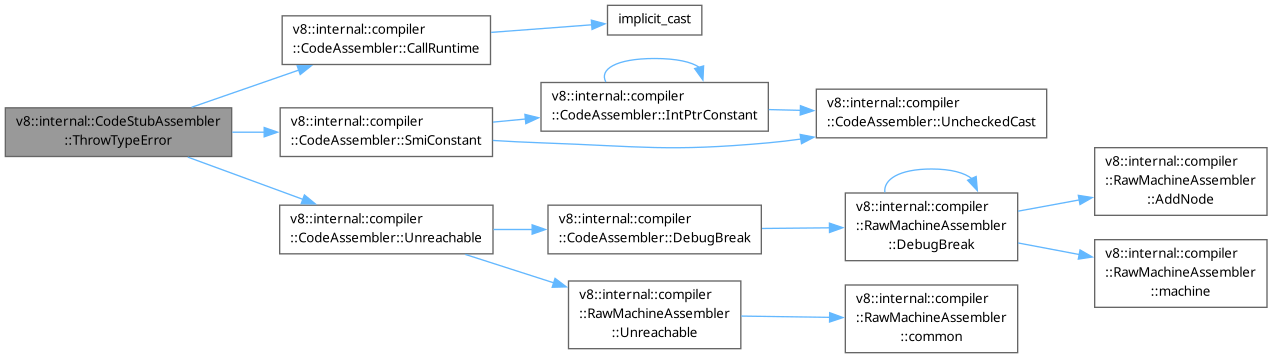 v8::internal::CodeStubAssembler
::ThrowTypeError
v8::internal::compiler
::CodeAssembler::CallRuntime
implicit_cast
v8::internal::compiler
::CodeAssembler::SmiConstant
v8::internal::compiler
::CodeAssembler::IntPtrConstant
v8::internal::compiler
::CodeAssembler::UncheckedCast
v8::internal::compiler
::CodeAssembler::Unreachable
v8::internal::compiler
::CodeAssembler::DebugBreak
v8::internal::compiler
::RawMachineAssembler
::DebugBreak
v8::internal::compiler
::RawMachineAssembler
::AddNode
v8::internal::compiler
::RawMachineAssembler
::machine
v8::internal::compiler
::RawMachineAssembler
::Unreachable
v8::internal::compiler
::RawMachineAssembler
::common